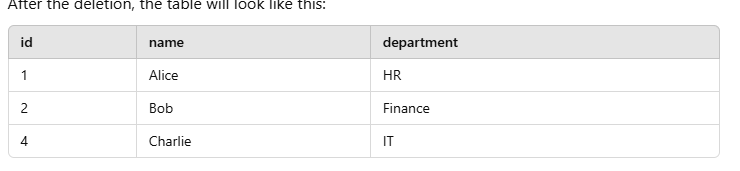 After the deletion, the table will look like this:
id name department
1 Alice HR
2 Bob Finance
4 Charlie IT